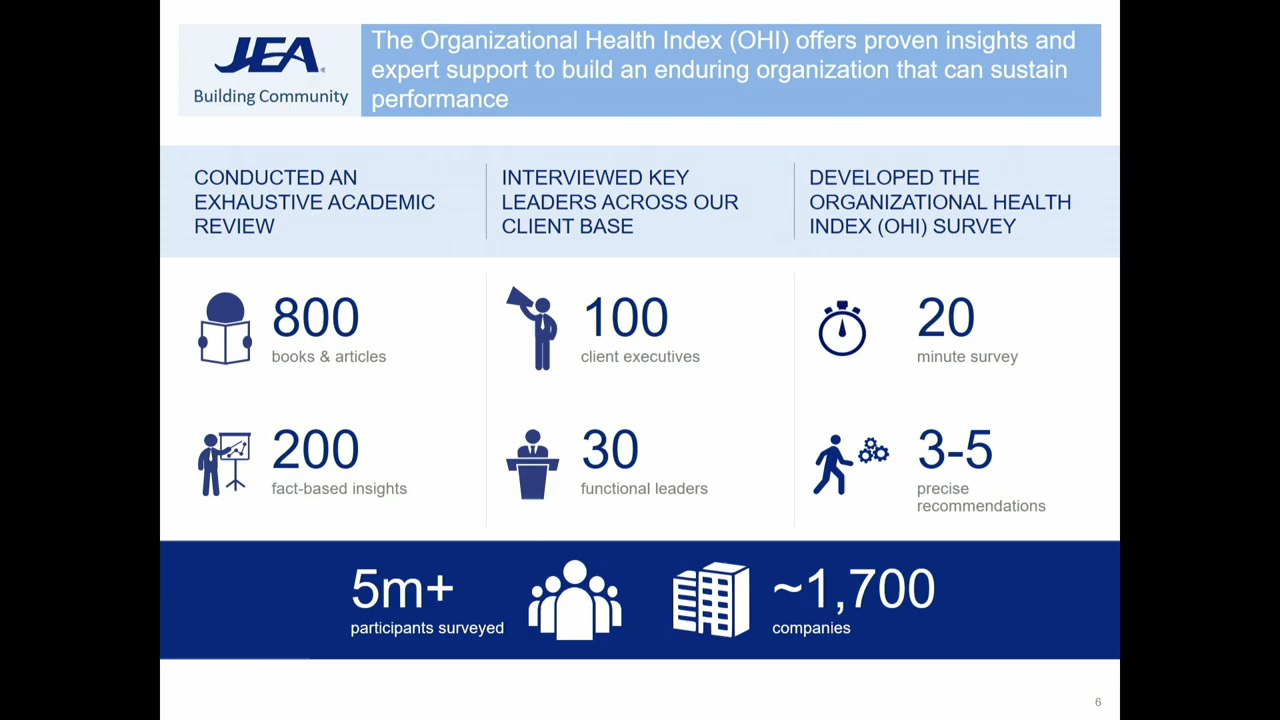 JEA
Building Community
The Organizational Health Index (OHI) offers proven insights and
expert support to build an enduring organization that can sustain
performance
CONDUCTED AN
EXHAUSTIVE ACADEMIC
REVIEW
INTERVIEWED KEY
LEADERS ACROSS OUR
CLIENT BASE
DEVELOPED THE
ORGANIZATIONAL HEALTH
INDEX (OHI) SURVEY
800
books & articles
200
fact-based insights
100
client executives
30
functional leaders
20
minute survey
3-5
precise
recommendations
5m+
participants surveyed
~1,700
companies
6